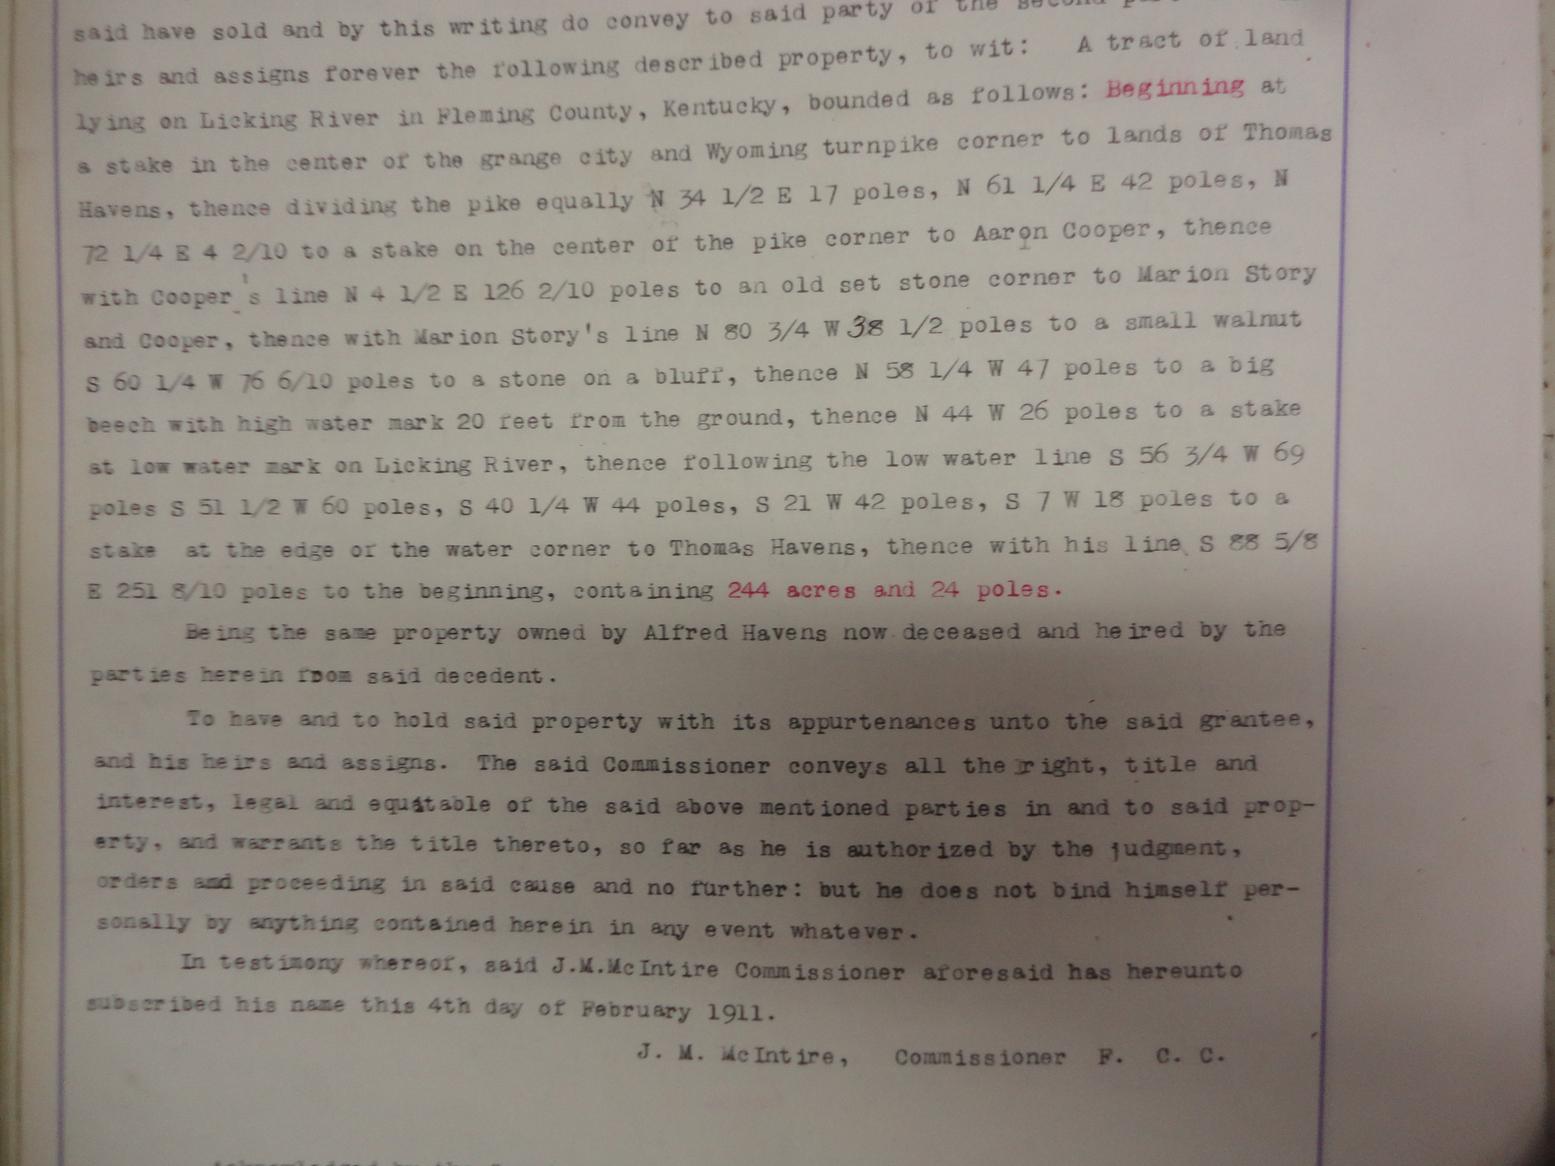 said have sold and by this writing do convey to said party of the second
heirs and assigns forever the following described property, to wit: A tract of land
lying on Licking River in Fleming County, Kentucky, bounded as follows: Beginning at
a stake in the center of the grange city and Wyoming turnpike corner to lands of Thomas
Havens, thence dividing the pike equally N 34 1/2 E 17 poles, N 61 1/4 E 42 poles, N
72 1/4 E 4 2/10 to a stake on the center of the pike corner to Aaron Cooper, thence
with Cooper's line N 4 1/2 E 126 2/10 poles to an old set stone corner to Marion Story
and Cooper, thence with Marion Story's line N 80 3/4 W 38 1/2 poles to a small walnut
S 60 1/4 W 76 6/10 poles to a stone on a bluff, thence N 58 1/4 W 47 poles to a big
beech with high water mark 20 feet from the ground, thence N 44 W 26 poles to a stake
at low water mark on Licking River, thence following the low water line S 56 3/4 W 69
poles S 51 1/2 W 60 poles, S 40 1/4 W 44 poles, S 21 W 42 poles, S 7 W 18 poles to a
stake at the edge of the water corner to Thomas Havens, thence with his line S 88 5/8
E 251 8/10 poles to the beginning, containing 244 acres and 24 poles.
Being the same property owned by Alfred Havens now deceased and heired by the
parties herein from said decedent.
To have and to hold said property with its appurtenances unto the said grantee,
and his heirs and assigns. The said Commissioner conveys all the right, title and
interest, legal and equitable of the said above mentioned parties in and to said prop-
erty, and warrants the title thereto, so far as he is authorized by the judgment,
orders and proceeding in said cause and no further: but he does not bind himself per-
sonally by anything contained herein in any event whatever.
In testimony whereof, said J.M.McIntire Commissioner aforesaid has hereunto
subscribed his name this 4th day of February 1911.
J. M. McIntire, Commissioner F. C. C.